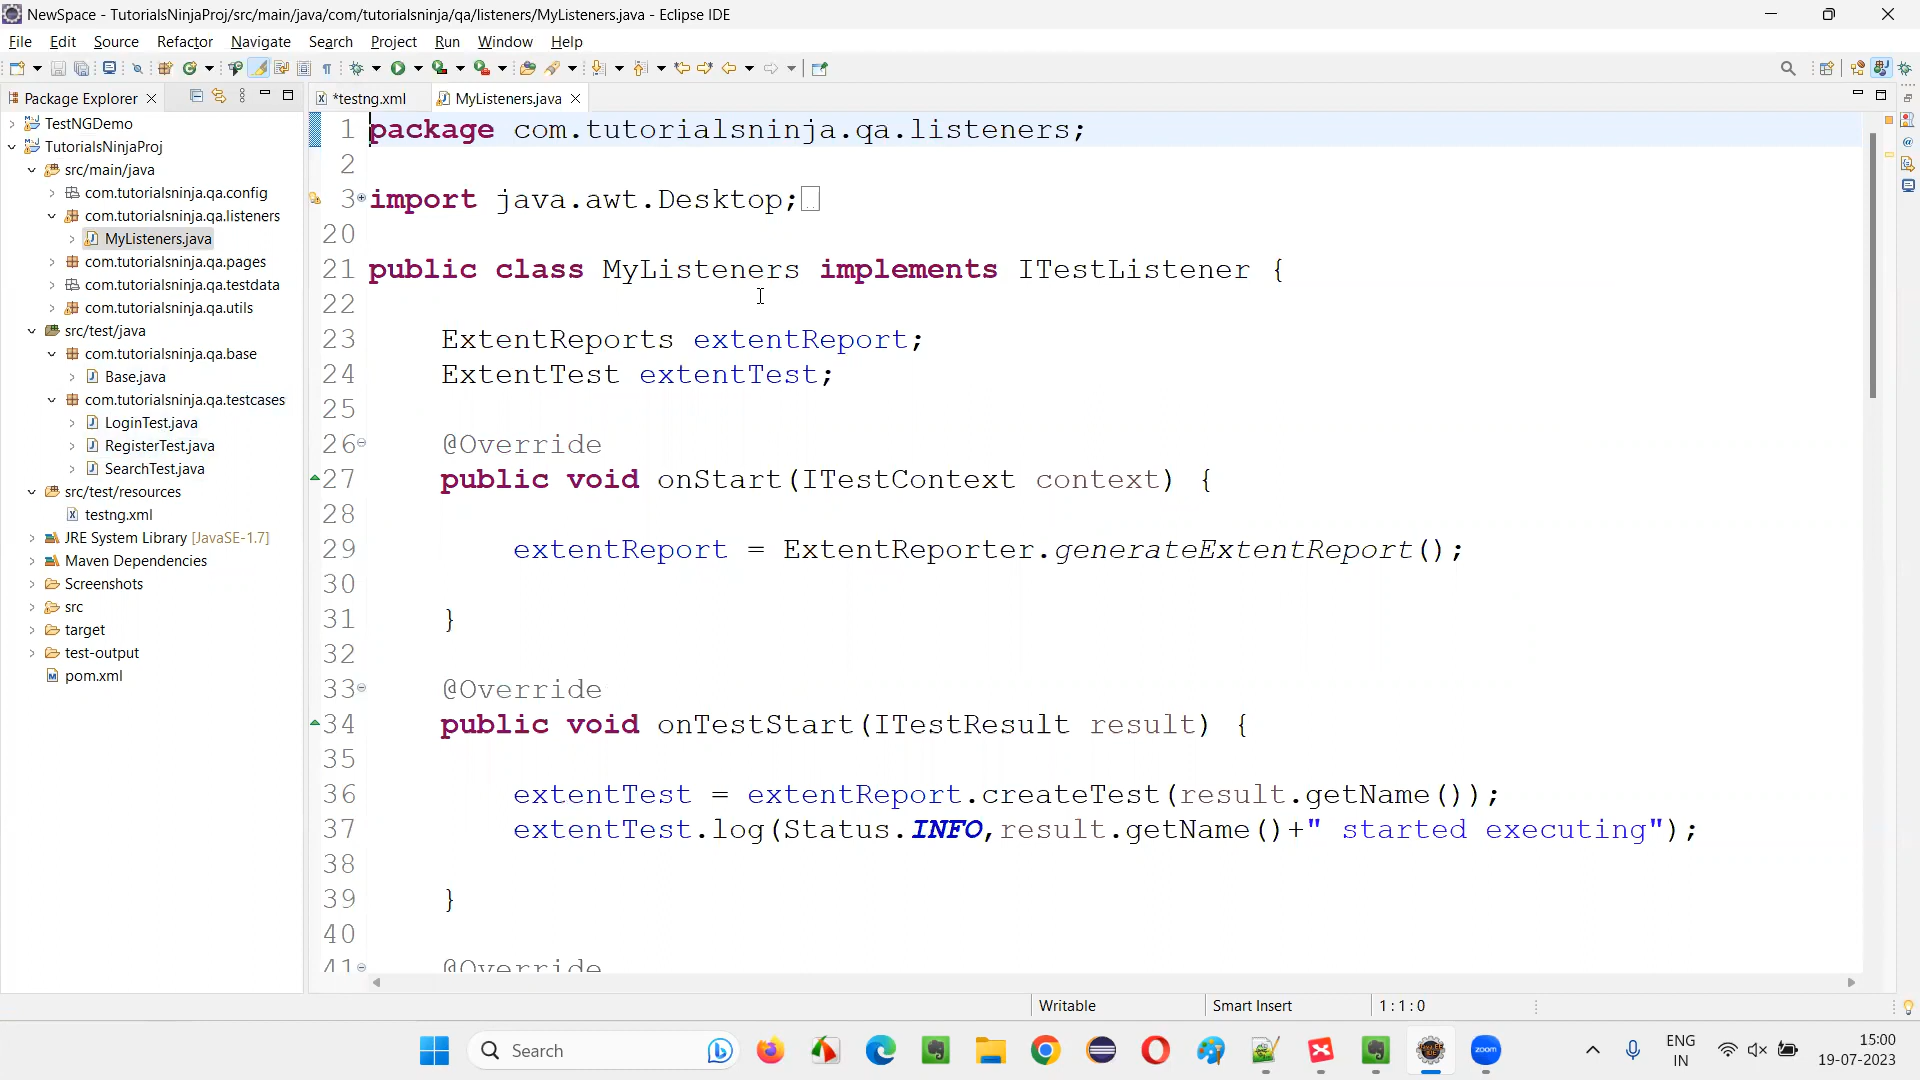 NewSpace - TutorialsNinjaProj/src/main/java/com/tutorialsninja/qa/listeners/MyListeners.java - Eclipse IDE
File Edit Source Refactor Navigate Search Project Run Window Help
Package Explorer
*testng.xml
MyListeners.java
TestNGDemo
TutorialsNinjaProj
src/main/java
com.tutorialsninja.qa.config
com.tutorialsninja.qa.listeners
MyListeners.java
com.tutorialsninja.qa.pages
com.tutorialsninja.qa.testdata
com.tutorialsninja.qa.utils
src/test/java
com.tutorialsninja.qa.base
Base.java
com.tutorialsninja.qa.testcases
LoginTest.java
RegisterTest.java
SearchTest.java
src/test/resources
testng.xml
JRE System Library [JavaSE-1.7]
Maven Dependencies
Screenshots
src
target
test-output
pom.xml
1 package com.tutorialsninja.qa.listeners;
2
3 import java.awt.Desktop;
20
21 public class MyListeners implements ITestListener {
22
23 ExtentReports extentReport;
24 ExtentTest extentTest;
25
26 @Override
27 public void onStart(ITestContext context) {
28
29 extentReport = ExtentReporter.generateExtentReport();
30
31 }
32
33 @Override
34 public void onTestStart(ITestResult result) {
35
36 extentTest = extentReport.createTest(result.getName());
37 extentTest.log(Status.INFO,result.getName()+" started executing");
38
39 }
40
41 @Override
Writable
Smart Insert
1 : 1 : 0
Search
zoom
ENG
IN
15:00
19-07-2023